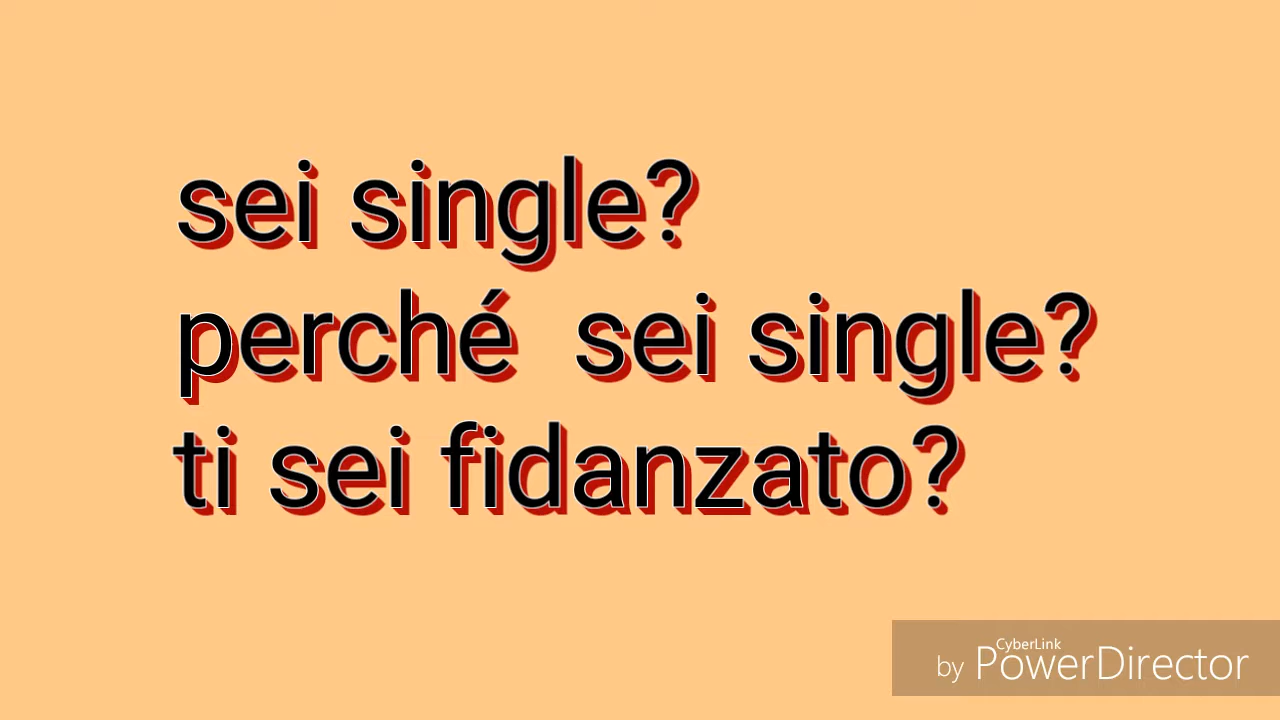 sei single?
perché  sei single?
ti sei fidanzato?
CyberLink
by PowerDirector